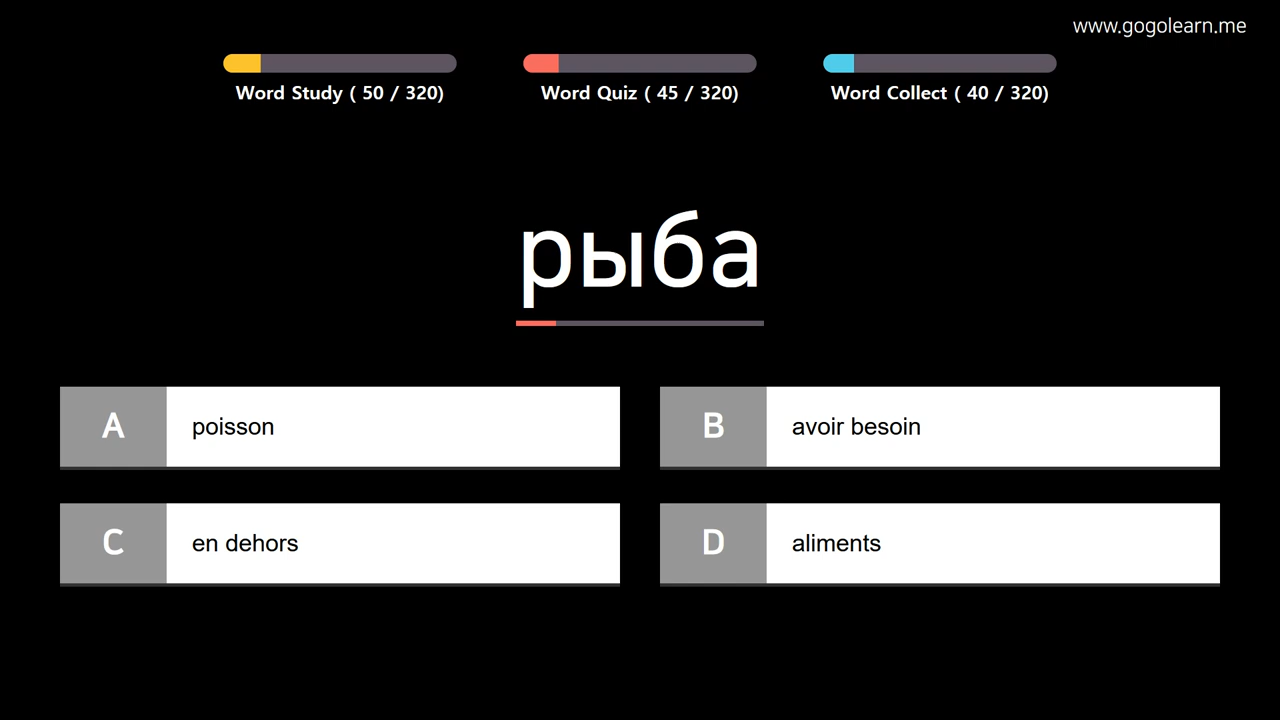 www.gogolearn.me
Word Study ( 50 / 320)
Word Quiz ( 45 / 320)
Word Collect ( 40 / 320)
рыба
A poisson
B avoir besoin
C en dehors
D aliments